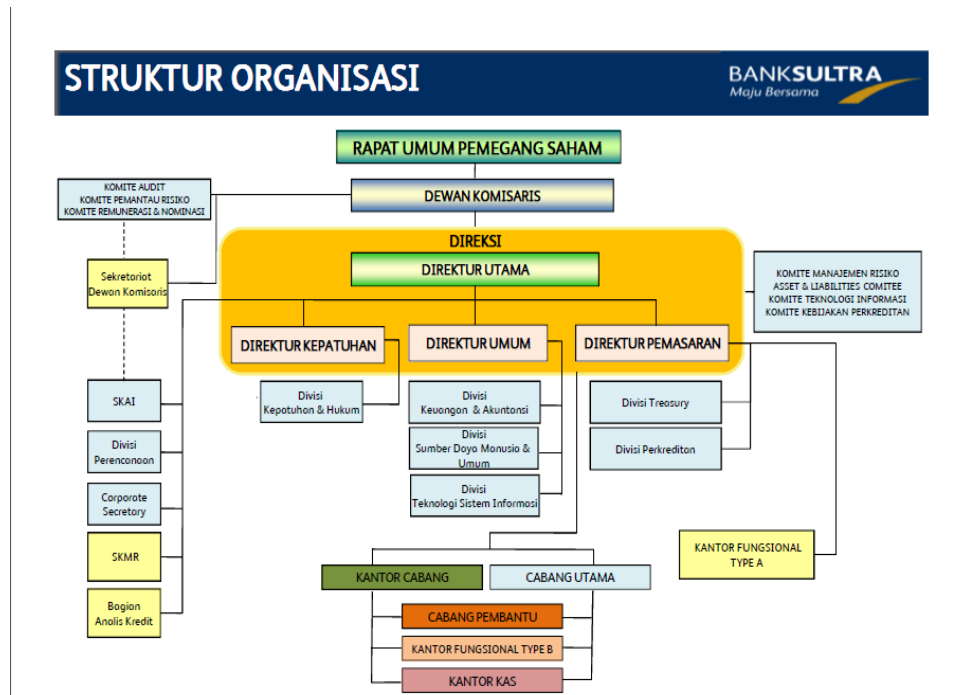 STRUKTUR ORGANISASI
BANKSULTRA
Maju Bersama
RAPAT UMUM PEMEGANG SAHAM
KOMITE AUDIT
KOMITE PEMANTAU RISIKO
KOMITE REMUNERASI & NOMINASI
DEWAN KOMISARIS
DIREKSI
DIREKTUR UTAMA
Sekretoriot
Dewon Komisoris
KOMITE MANAJEMEN RISIKO
ASSET & LIABILITIES COMITEE
KOMITE TEKNOLOGI INFORMASI
KOMITE KEBIJAKAN PERKREDITAN
DIREKTUR KEPATUHAN
DIREKTUR UMUM
DIREKTUR PEMASARAN
SKAI
Divisi
Kepotuhon & Hukum
Divisi
Keuongon & Akuntonsi
Divisi Treosury
Divisi
Perenconoon
Divisi
Sumber Doyo Monusio &
Umum
Divisi Perkrediton
Corporote
Secretory
Divisi
Teknologi Sistem Informosi
SKMR
KANTOR FUNGSIONAL
TYPE A
KANTOR CABANG
CABANG UTAMA
Bogion
Anolis Kredit
CABANG PEMBANTU
KANTOR FUNGSIONAL TYPE B
KANTOR KAS